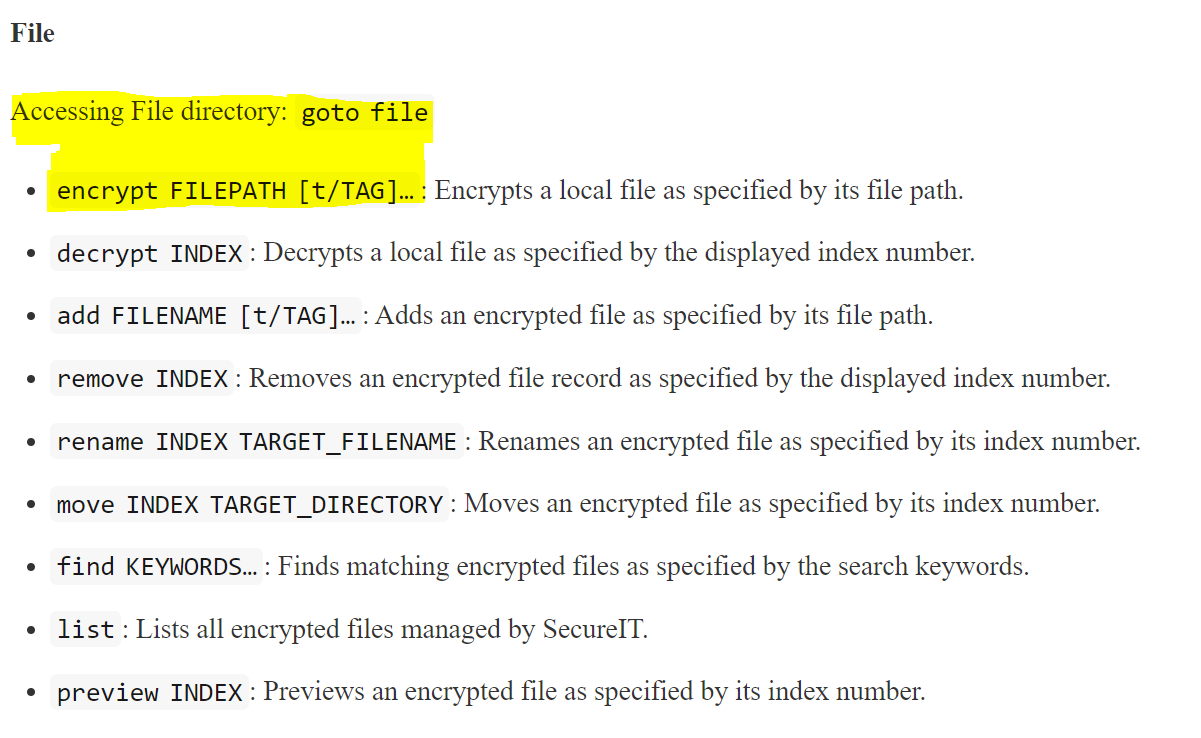 File
Accessing File directory: goto file
• encrypt FILEPATH [t/TAG]…: Encrypts a local file as specified by its file path.
• decrypt INDEX: Decrypts a local file as specified by the displayed index number.
• add FILENAME [t/TAG]…: Adds an encrypted file as specified by its file path.
• remove INDEX: Removes an encrypted file record as specified by the displayed index number.
• rename INDEX TARGET_FILENAME: Renames an encrypted file as specified by its index number.
• move INDEX TARGET_DIRECTORY: Moves an encrypted file as specified by its index number.
• find KEYWORDS…: Finds matching encrypted files as specified by the search keywords.
• list: Lists all encrypted files managed by SecureIT.
• preview INDEX: Previews an encrypted file as specified by its index number.